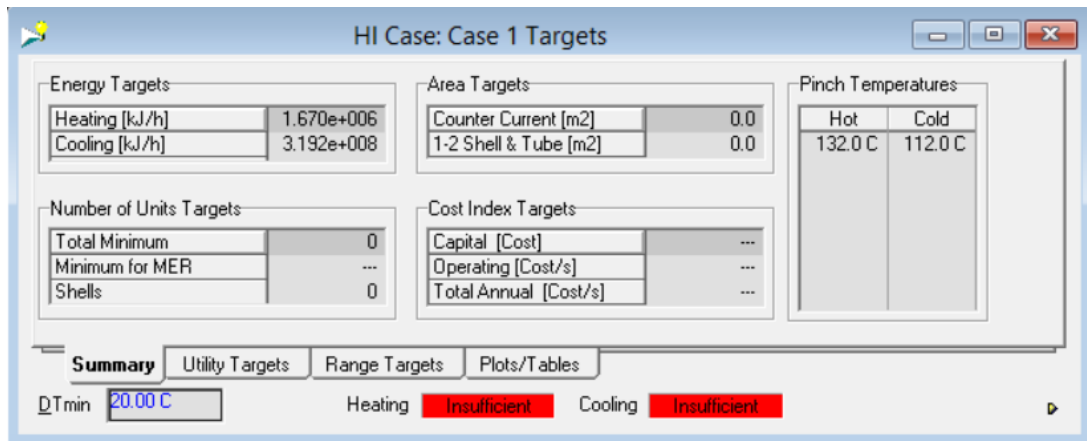 HI Case: Case 1 Targets
Energy Targets
Heating [kJ/h] 1.670e+006
Cooling [kJ/h] 3.192e+008
Area Targets
Counter Current [m2] 0.0
1-2 Shell & Tube [m2] 0.0
Pinch Temperatures
Hot Cold
132.0 C 112.0 C
Number of Units Targets
Total Minimum 0
Minimum for MER ---
Shells 0
Cost Index Targets
Capital [Cost] ---
Operating [Cost/s] ---
Total Annual [Cost/s] ---
Summary Utility Targets Range Targets Plots/Tables
DTmin 20.00 C Heating Insufficient Cooling Insufficient